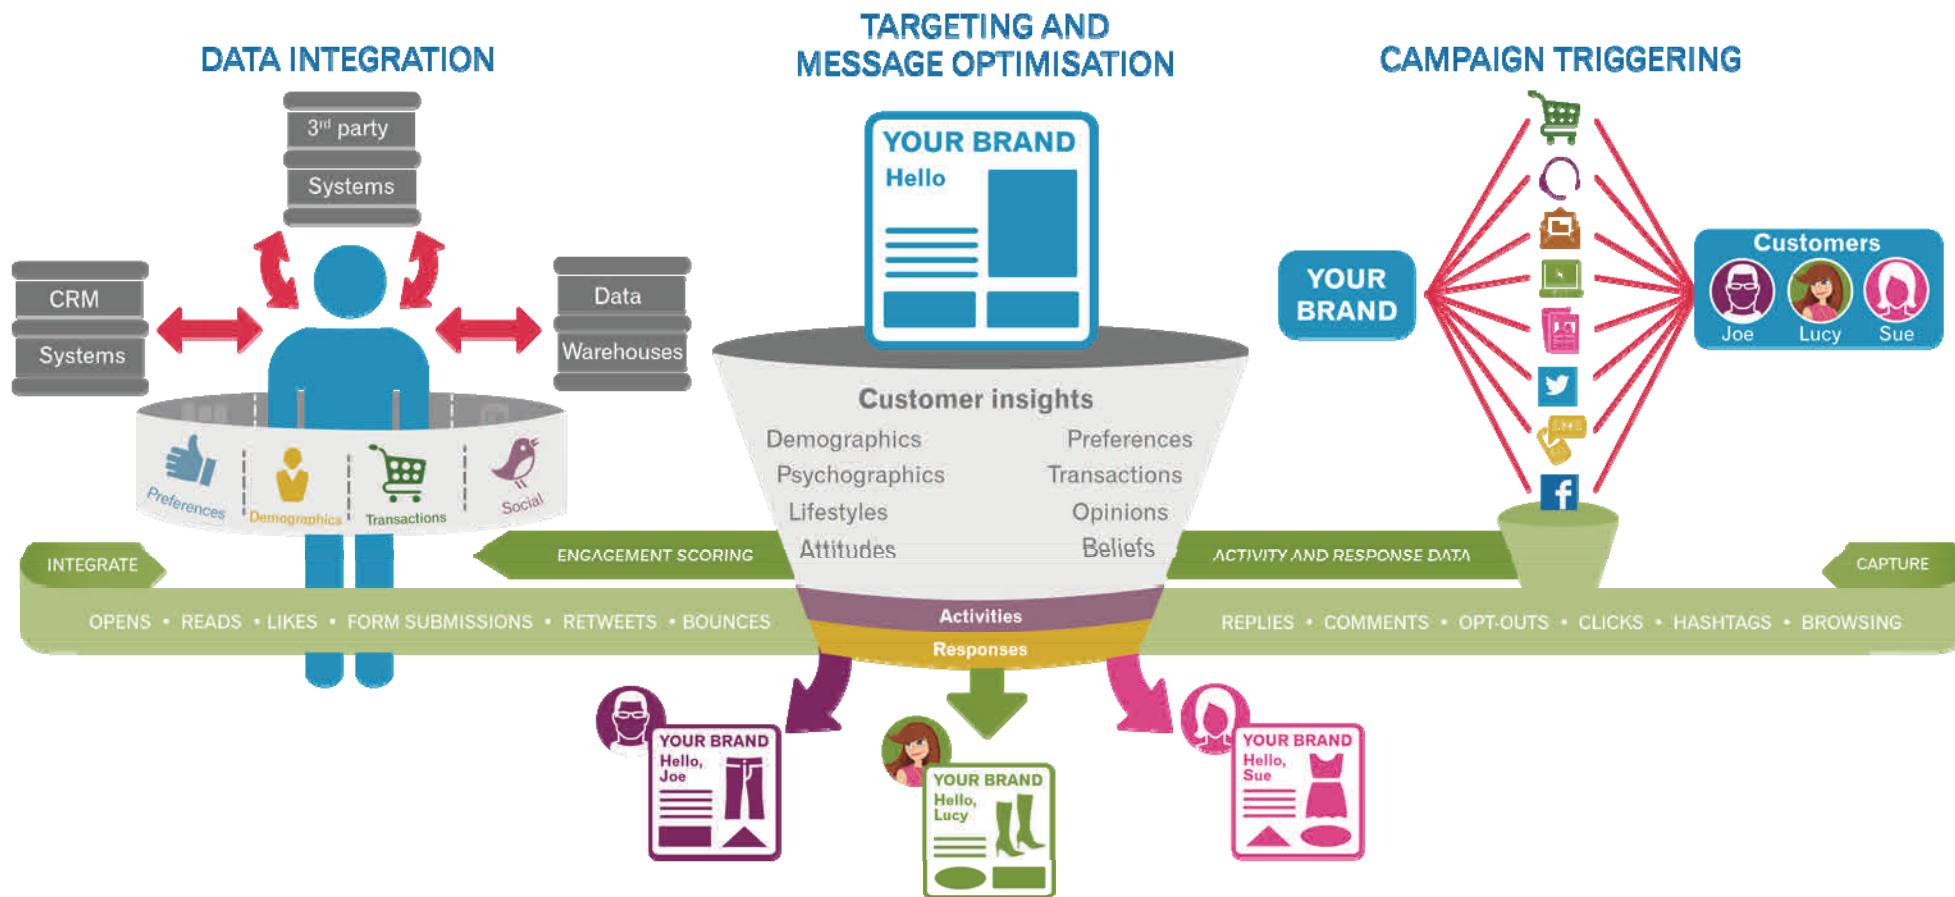 DATA INTEGRATION
3rd party
Systems
CRM
Systems
Data
Warehouses
Preferences
Demographics
Transactions
Social
TARGETING AND
MESSAGE OPTIMISATION
YOUR BRAND
Hello
Customer insights
Demographics
Preferences
Psychographics
Transactions
Lifestyles
Opinions
Attitudes
Beliefs
Activities
Responses
CAMPAIGN TRIGGERING
YOUR
BRAND
Customers
Joe
Lucy
Sue
INTEGRATE
ENGAGEMENT SCORING
ACTIVITY AND RESPONSE DATA
CAPTURE
OPENS • READS • LIKES • FORM SUBMISSIONS • RETWEETS • BOUNCES
REPLIES • COMMENTS • OPT-OUTS • CLICKS • HASHTAGS • BROWSING
YOUR BRAND
Hello,
Joe
YOUR BRAND
Hello,
Lucy
YOUR BRAND
Hello,
Sue